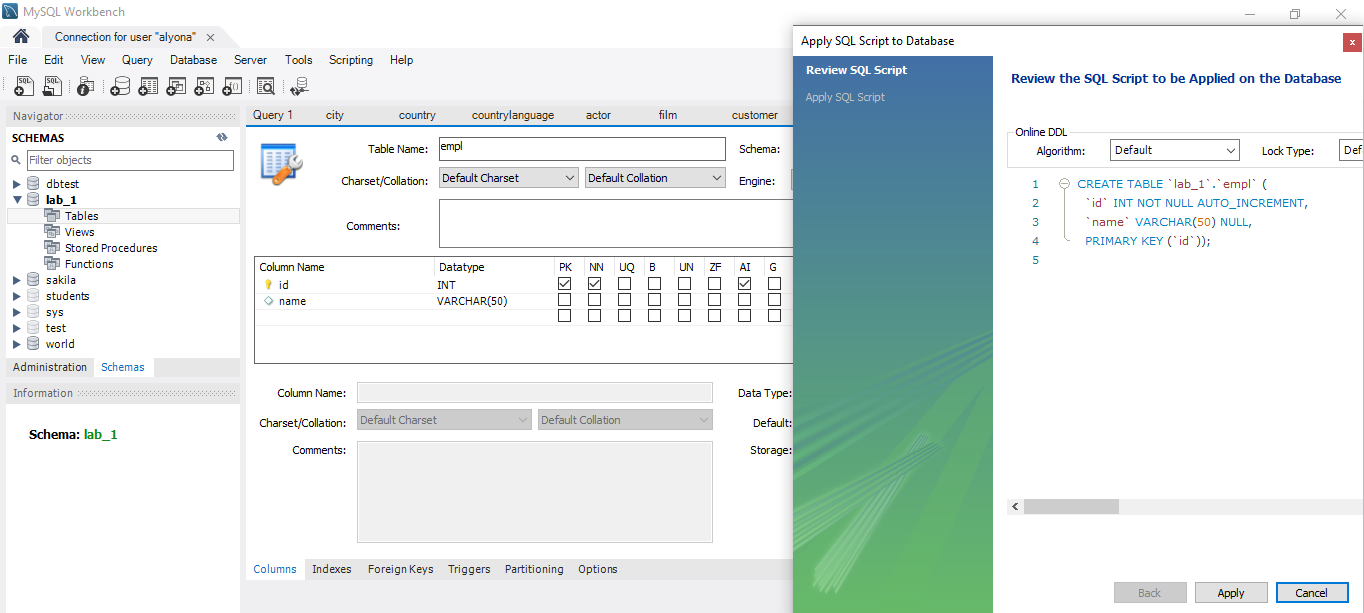 MySQL Workbench
Connection for user "alyona" ×
File Edit View Query Database Server Tools Scripting Help
Navigator
SCHEMAS
Filter objects
dbtest
lab_1
Tables
Views
Stored Procedures
Functions
sakila
students
sys
test
world
Administration Schemas
Information
Schema: lab_1
Query 1 city country countrylanguage actor film customer
Table Name: empl Schema:
Charset/Collation: Default Charset Default Collation Engine:
Comments:
Column Name Datatype PK NN UQ B UN ZF AI G
id INT
name VARCHAR(50)
Column Name: Data Type:
Charset/Collation: Default Charset Default Collation Default:
Comments: Storage:
Columns Indexes Foreign Keys Triggers Partitioning Options
Apply SQL Script to Database x
Review SQL Script
Apply SQL Script
Review the SQL Script to be Applied on the Database
Online DDL
Algorithm: Default Lock Type: Def
1 CREATE TABLE `lab_1`.`empl` (
2 `id` INT NOT NULL AUTO_INCREMENT,
3 `name` VARCHAR(50) NULL,
4 PRIMARY KEY (`id`));
5
Back Apply Cancel